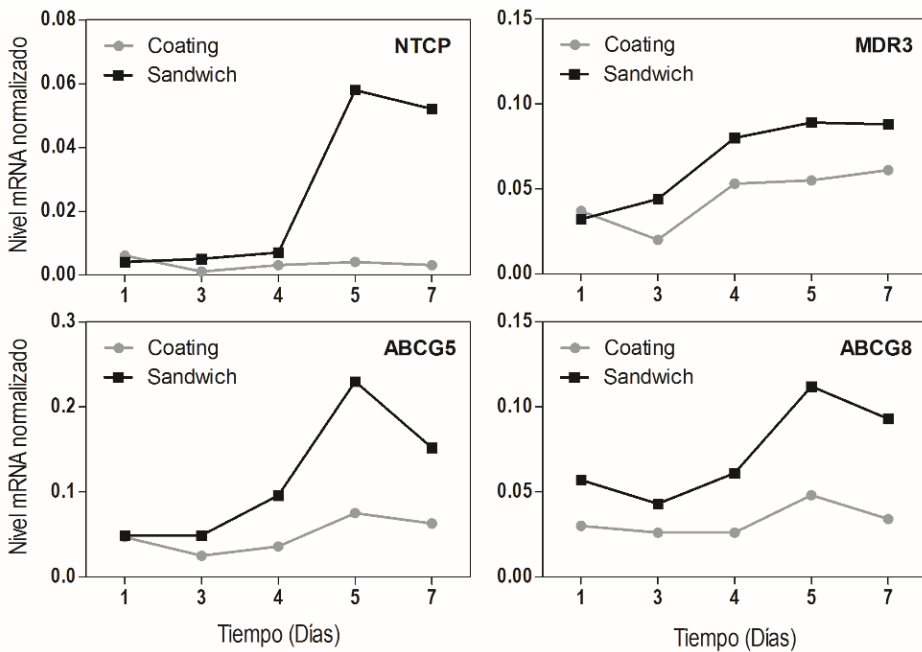 Nivel mRNA normalizado
0.08
0.06
0.04
0.02
0.00
Coating
Sandwich
NTCP
1 3 4 5 7
0.15
0.10
0.05
0.00
Coating
Sandwich
MDR3
1 3 4 5 7
Nivel mRNA normalizado
0.3
0.2
0.1
0.0
Coating
Sandwich
ABCG5
1 3 4 5 7
Tiempo (Días)
0.15
0.10
0.05
0.00
Coating
Sandwich
ABCG8
1 3 4 5 7
Tiempo (Días)